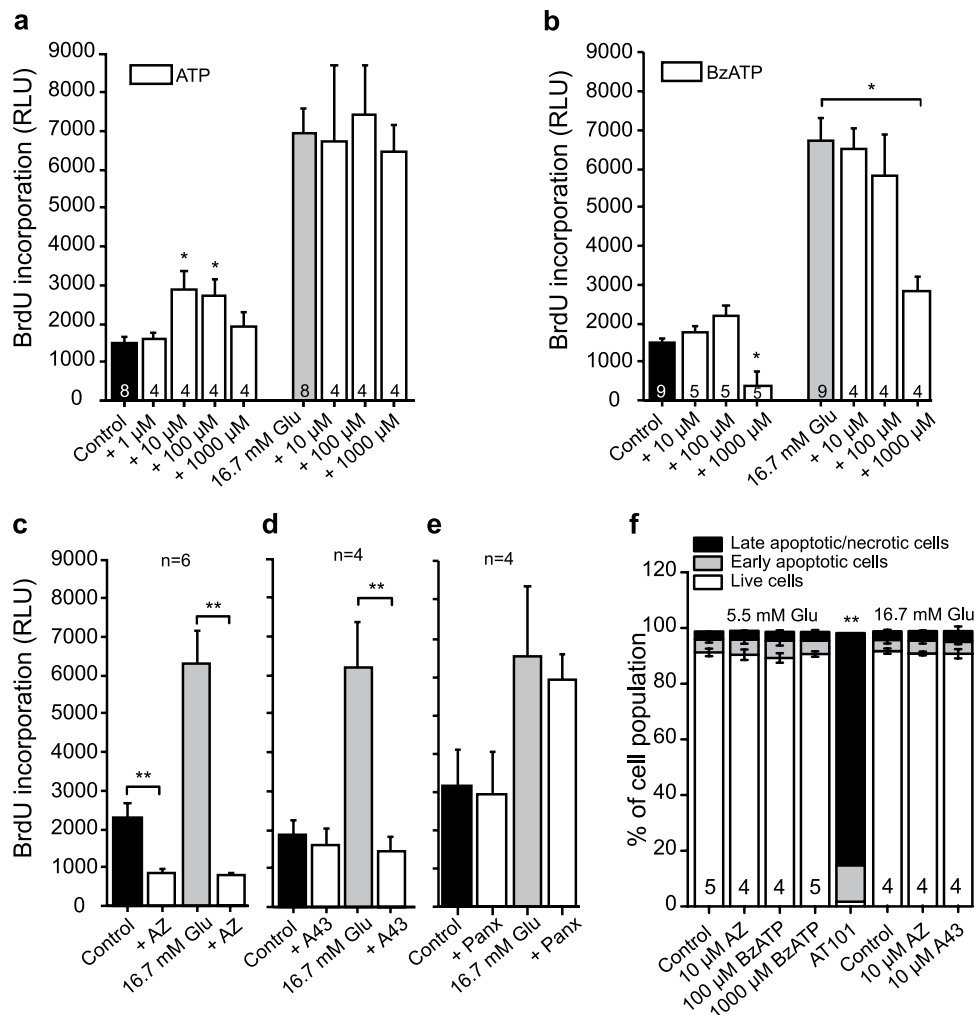 a
BrdU incorporation (RLU)
9000
8000
7000
6000
5000
4000
3000
2000
1000
0
ATP
* *
8 4 4 4 4 8 4 4 4
Control
+ 1 µM
+ 10 µM
+ 100 µM
+ 1000 µM
16.7 mM Glu
+ 10 µM
+ 100 µM
+ 1000 µM
b
BrdU incorporation (RLU)
9000
8000
7000
6000
5000
4000
3000
2000
1000
0
BzATP
*
*
9 5 5 5 9 4 4 4
Control
+ 10 µM
+ 100 µM
+ 1000 µM
16.7 mM Glu
+ 10 µM
+ 100 µM
+ 1000 µM
c
BrdU incorporation (RLU)
9000
8000
7000
6000
5000
4000
3000
2000
1000
0
n=6
**
**
Control
+ AZ
16.7 mM Glu
+ AZ
d
n=4
**
Control
+ A43
16.7 mM Glu
+ A43
e
n=4
Control
+ Panx
16.7 mM Glu
+ Panx
f
Late apoptotic/necrotic cells
Early apoptotic cells
Live cells
% of cell population
120
100
80
60
40
20
0
5.5 mM Glu ** 16.7 mM Glu
5 4 4 5 4 4 4
Control
10 µM AZ
100 µM BzATP
1000 µM BzATP
AT101
Control
10 µM AZ
10 µM A43